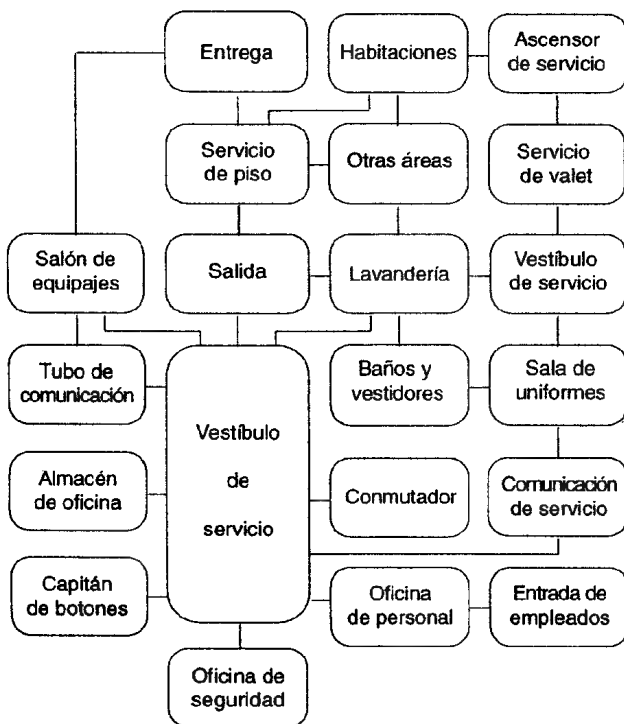 Entrega
Habitaciones
Ascensor
de servicio
Servicio
de piso
Otras áreas
Servicio
de valet
Salón de
equipajes
Salida
Lavandería
Vestíbulo
de servicio
Tubo de
comunicación
Vestíbulo
de
servicio
Baños y
vestidores
Sala de
uniformes
Almacén
de oficina
Conmutador
Comunicación
de servicio
Capitán
de botones
Oficina
de personal
Entrada de
empleados
Oficina de
seguridad